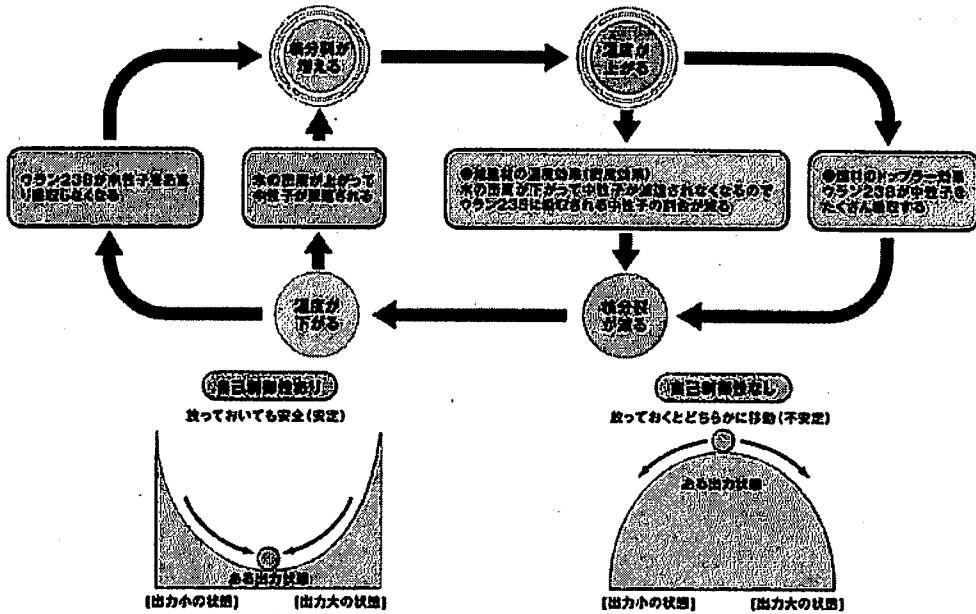 核分裂が
増える
温度が
上がる
ウラン238が中性子をあま
り吸収しなくなる
水の密度が上がって
中性子が減速される
●減速材の温度効果(密度効果)
水の密度が下がって中性子が減速されなくなるので
ウラン235に吸収される中性子の割合が減る
●燃料のドップラー効果
ウラン238が中性子を
たくさん吸収する
温度が
下がる
核分裂
が減る
自己制御性あり
放っておいても安全(安定)
ある出力状態
[出力小の状態]
[出力大の状態]
自己制御性なし
放っておくとどちらかに移動(不安定)
ある出力状態
[出力小の状態]
[出力大の状態]